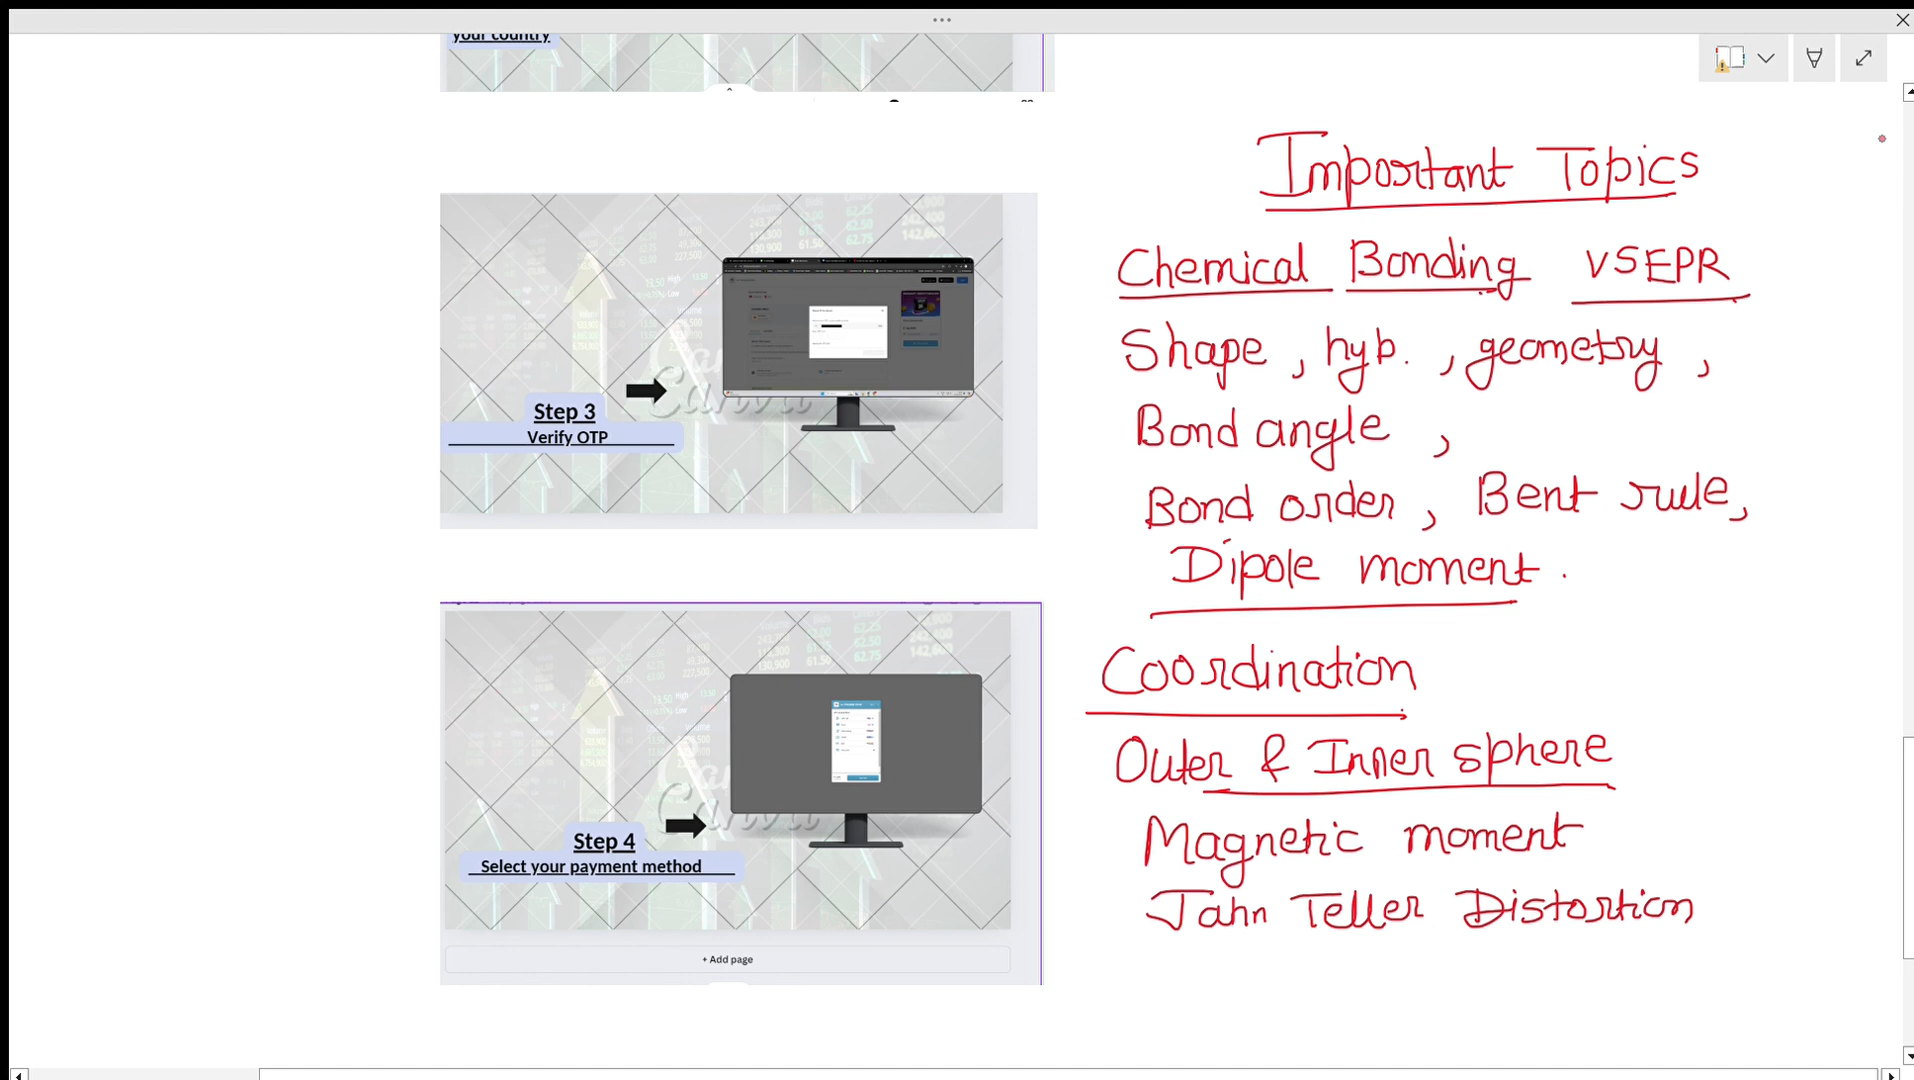 your country
Step 3
Verify OTP
Canva
Step 4
Select your payment method
Canva
+ Add page
Important Topics
Chemical Bonding VSEPR
Shape, hyb., geometry,
Bond angle,
Bond order, Bent rule,
Dipole moment.
Coordination
Outer & Inner sphere
Magnetic moment
Jahn Teller Distortion